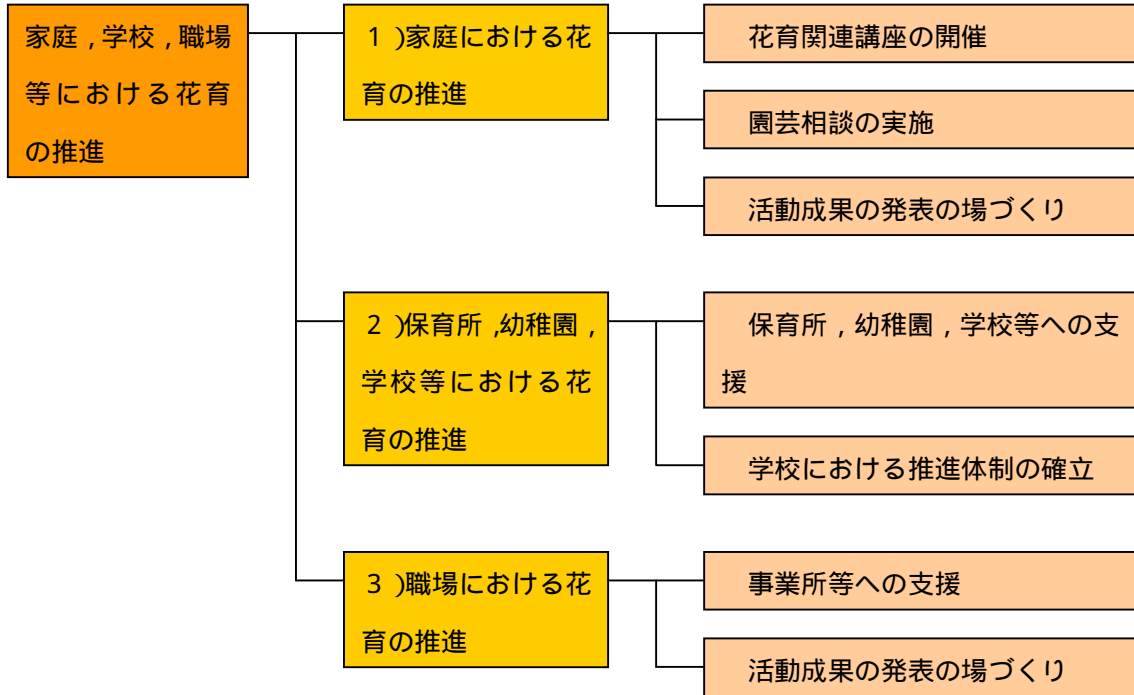 家庭，学校，職場
等における花育
の推進
1）家庭における花
育の推進
花育関連講座の開催
園芸相談の実施
活動成果の発表の場づくり
2）保育所，幼稚園，
学校等における花
育の推進
保育所，幼稚園，学校等への支
援
学校における推進体制の確立
3）職場における花
育の推進
事業所等への支援
活動成果の発表の場づくり